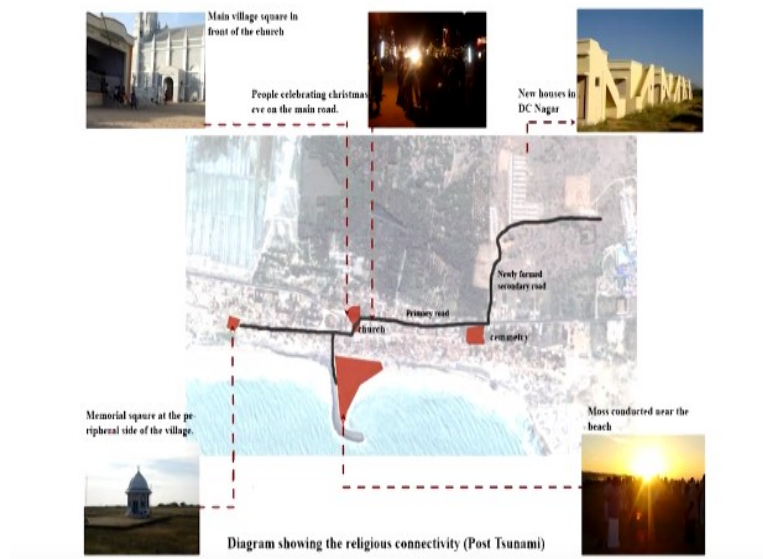 Main village square in
front of the church
People celebrating christmas
eve on the main road.
New houses in
DC Nagar
Newly formed
secondary road
Primary road
church
cemmetry
Memorial sqaure at the pe-
ripheral side of the village.
Moss conducted near the
beach
Diagram showing the religious connectivity (Post Tsunami)